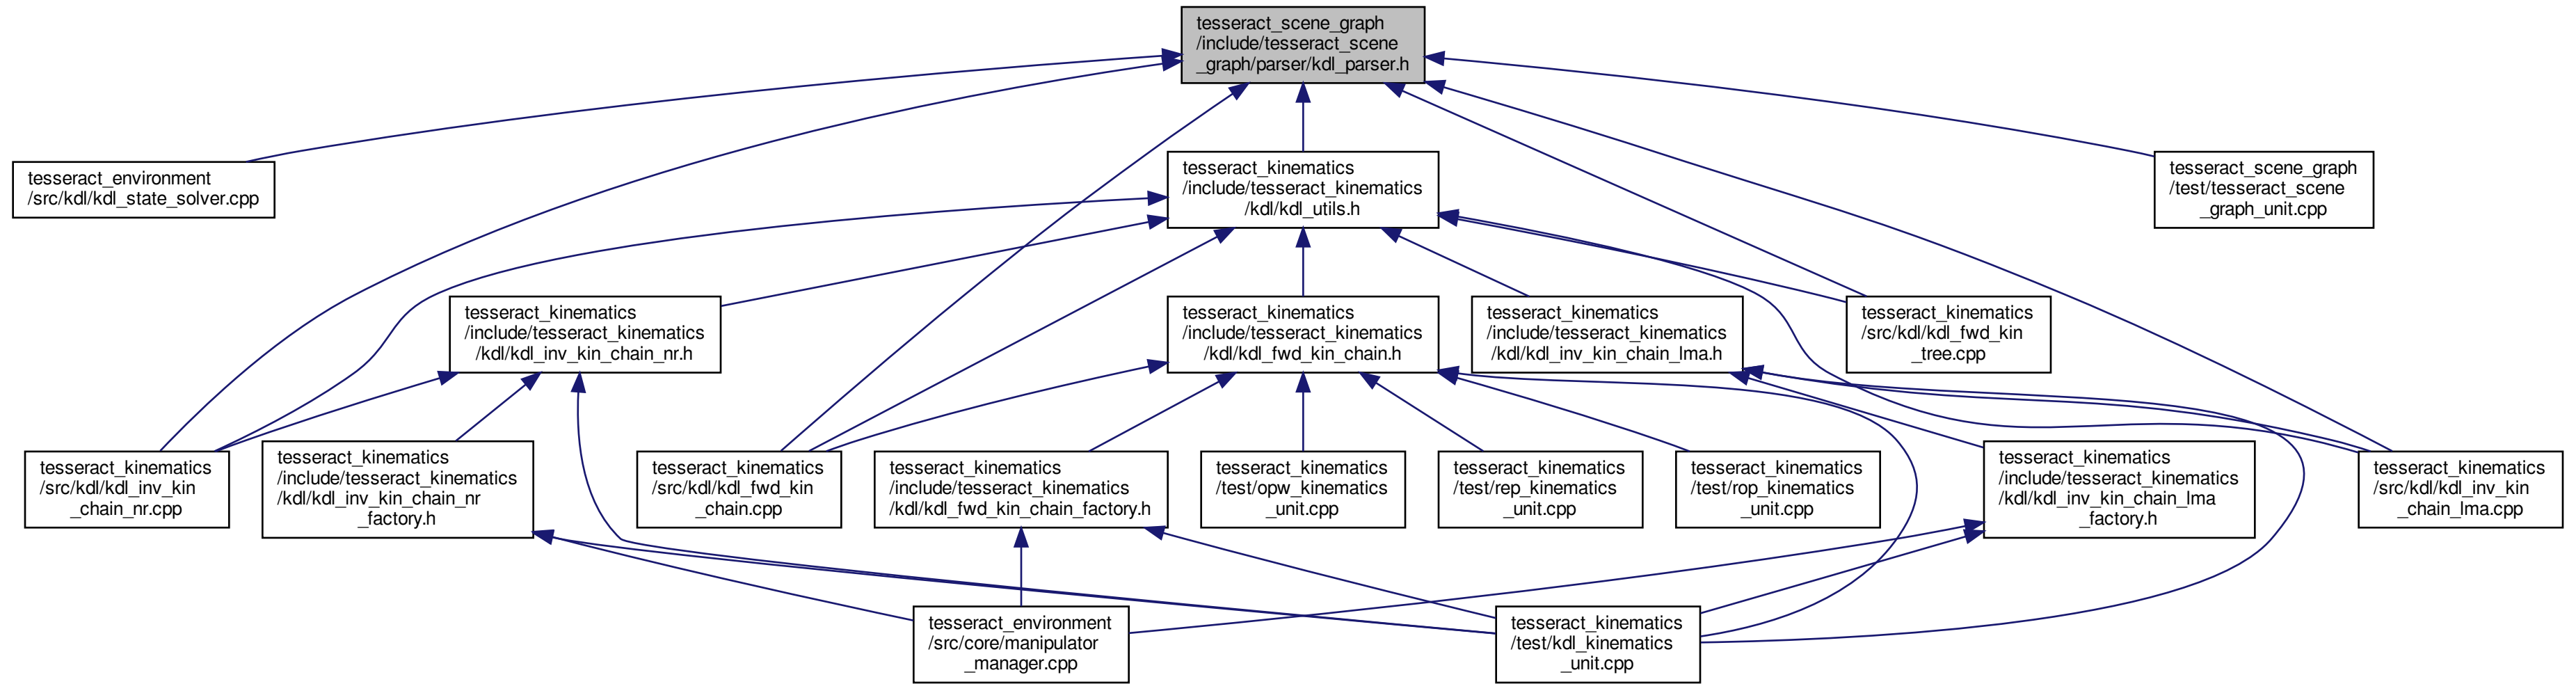 tesseract_scene_graph
/include/tesseract_scene
_graph/parser/kdl_parser.h
tesseract_environment
/src/kdl/kdl_state_solver.cpp
tesseract_kinematics
/include/tesseract_kinematics
/kdl/kdl_utils.h
tesseract_scene_graph
/test/tesseract_scene
_graph_unit.cpp
tesseract_kinematics
/include/tesseract_kinematics
/kdl/kdl_inv_kin_chain_nr.h
tesseract_kinematics
/include/tesseract_kinematics
/kdl/kdl_fwd_kin_chain.h
tesseract_kinematics
/include/tesseract_kinematics
/kdl/kdl_inv_kin_chain_lma.h
tesseract_kinematics
/src/kdl/kdl_fwd_kin
_tree.cpp
tesseract_kinematics
/src/kdl/kdl_inv_kin
_chain_nr.cpp
tesseract_kinematics
/include/tesseract_kinematics
/kdl/kdl_inv_kin_chain_nr
_factory.h
tesseract_kinematics
/src/kdl/kdl_fwd_kin
_chain.cpp
tesseract_kinematics
/include/tesseract_kinematics
/kdl/kdl_fwd_kin_chain_factory.h
tesseract_kinematics
/test/opw_kinematics
_unit.cpp
tesseract_kinematics
/test/rep_kinematics
_unit.cpp
tesseract_kinematics
/test/rop_kinematics
_unit.cpp
tesseract_kinematics
/include/tesseract_kinematics
/kdl/kdl_inv_kin_chain_lma
_factory.h
tesseract_kinematics
/src/kdl/kdl_inv_kin
_chain_lma.cpp
tesseract_environment
/src/core/manipulator
_manager.cpp
tesseract_kinematics
/test/kdl_kinematics
_unit.cpp